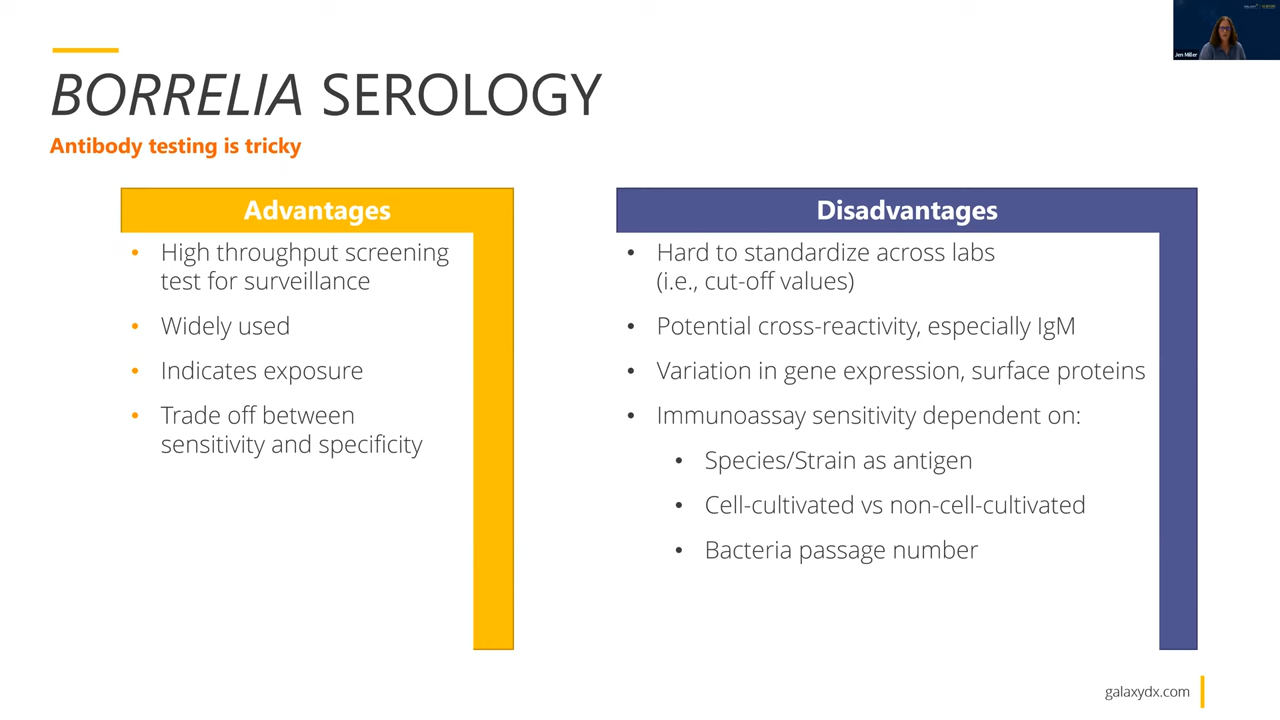 BORRELIA SEROLOGY
Antibody testing is tricky
Advantages
• High throughput screening
test for surveillance
• Widely used
• Indicates exposure
• Trade off between
sensitivity and specificity
Disadvantages
• Hard to standardize across labs
(i.e., cut-off values)
• Potential cross-reactivity, especially IgM
• Variation in gene expression, surface proteins
• Immunoassay sensitivity dependent on:
• Species/Strain as antigen
• Cell-cultivated vs non-cell-cultivated
• Bacteria passage number
galaxydx.com
Jen Miller